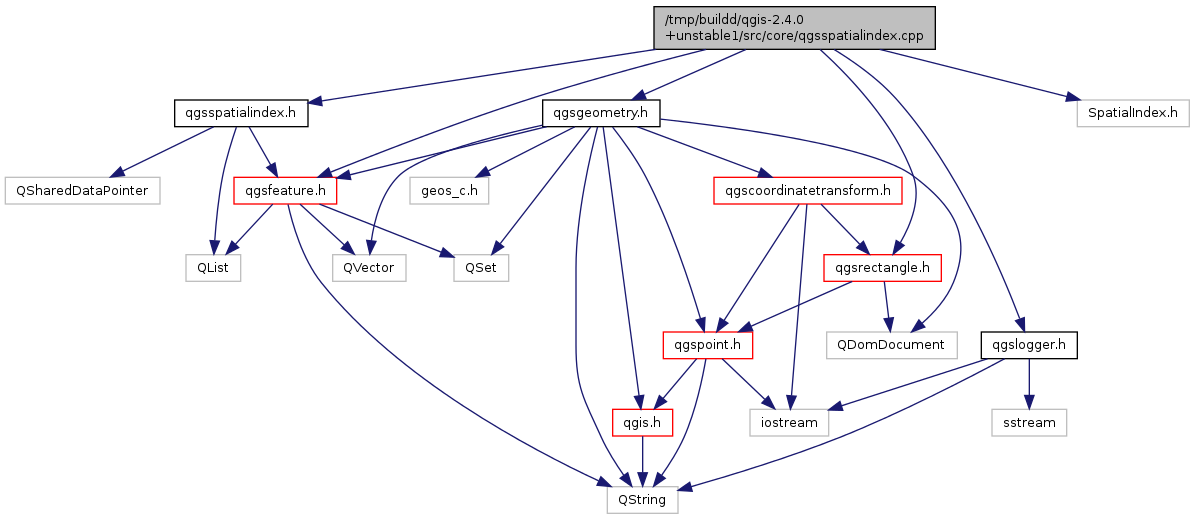 /tmp/buildd/qgis-2.4.0
+unstable1/src/core/qgsspatialindex.cpp
qgsspatialindex.h
qgsgeometry.h
SpatialIndex.h
QSharedDataPointer
qgsfeature.h
geos_c.h
qgscoordinatetransform.h
QList
QVector
QSet
qgsrectangle.h
qgspoint.h
QDomDocument
qgslogger.h
qgis.h
iostream
sstream
QString